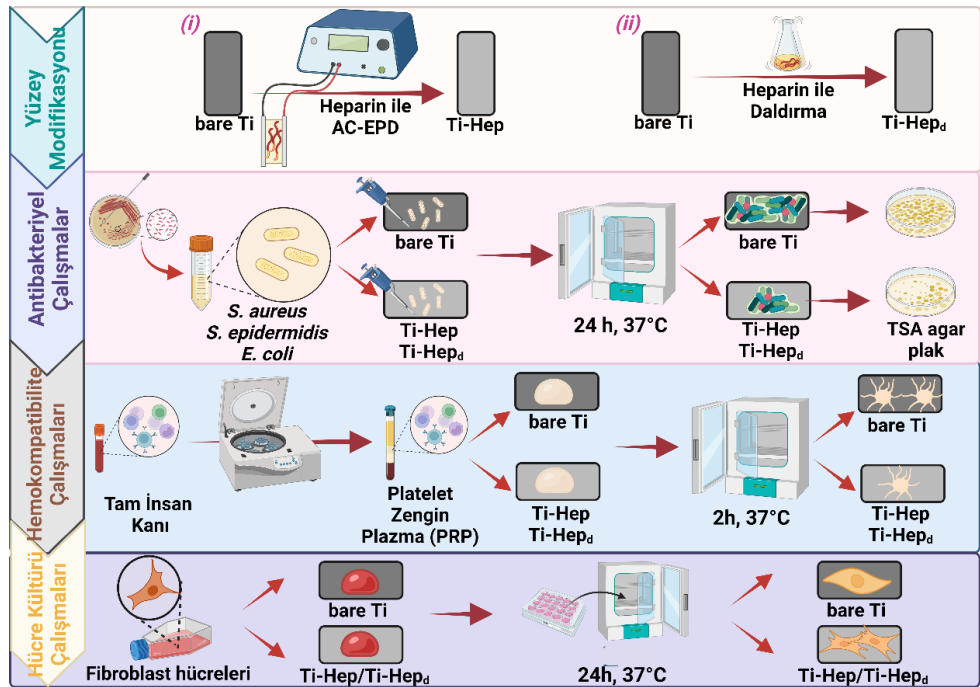 Yüzey
Modifikasyonu
(i)
bare Ti
Heparin ile
AC-EPD
Ti-Hep
(ii)
bare Ti
Heparin ile
Daldırma
Ti-Hepd
Antibakteriyel
Çalışmalar
S. aureus
S. epidermidis
E. coli
bare Ti
Ti-Hep
Ti-Hepd
24 h, 37°C
bare Ti
Ti-Hep
Ti-Hepd
TSA agar
plak
Hemokompatibilite
Çalışmaları
Tam İnsan
Kanı
Platelet
Zengin
Plazma (PRP)
bare Ti
Ti-Hep
Ti-Hepd
2h, 37°C
bare Ti
Ti-Hep
Ti-Hepd
Hücre Kültürü
Çalışmaları
Fibroblast hücreleri
bare Ti
Ti-Hep/Ti-Hepd
24h, 37°C
bare Ti
Ti-Hep/Ti-Hepd